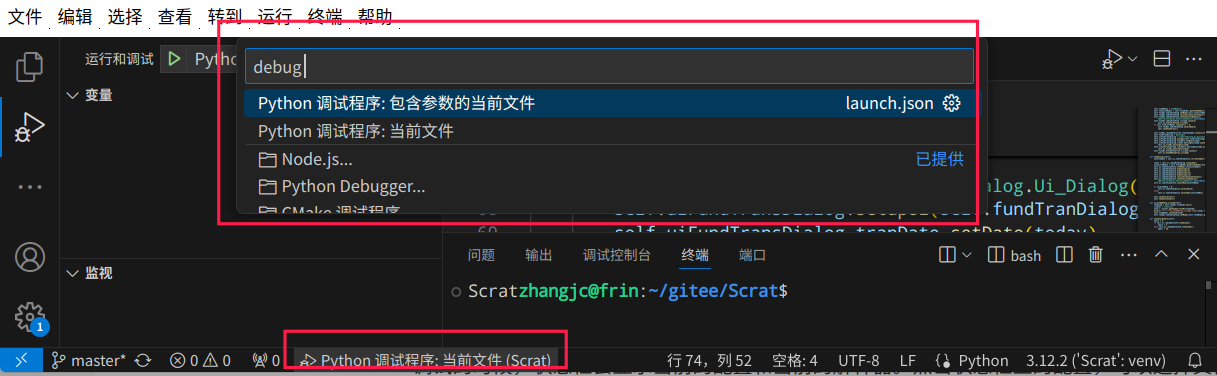 文件 编辑 选择 查看 转到 运行 终端 帮助
运行和调试 Pytho
debug
变量
Python 调试程序: 包含参数的当前文件 launch.json
Python 调试程序: 当前文件
Node.js... 已提供
Python Debugger...
CMake 调试程序
alog.Ui_Dialog(
self.fundTranDialog
69 self.uiFundTransDialog.tranDate.setDate(today)
问题 输出 调试控制台 终端 端口 bash
监视
Scratzhangjc@frin:~/gitee/Scrat$
1
master* 0 0 0 Python 调试程序: 当前文件 (Scrat) 行 74，列 52 空格: 4 UTF-8 LF Python 3.12.2 ('Scrat': venv)